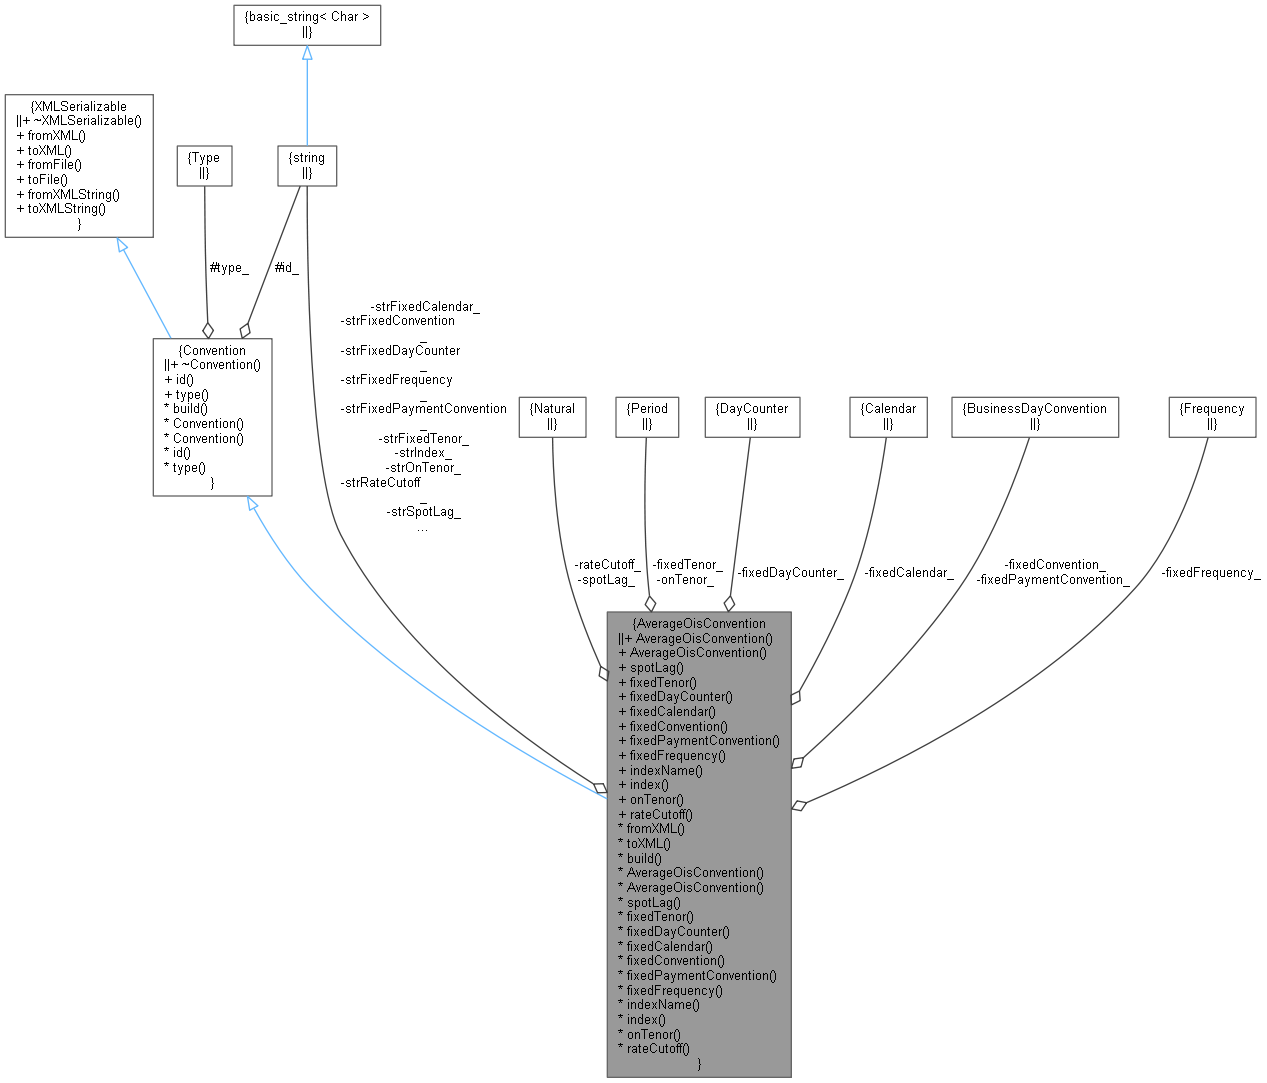 {basic_string< Char >
||}
{XMLSerializable
||+ ~XMLSerializable()
+ fromXML()
+ toXML()
+ fromFile()
+ toFile()
+ fromXMLString()
+ toXMLString()
}
{Type
||}
{string
||}
#type_
#id_
{Convention
||+ ~Convention()
+ id()
+ type()
* build()
* Convention()
* Convention()
* id()
* type()
}
-strFixedCalendar_
-strFixedConvention
_
-strFixedDayCounter
_
-strFixedFrequency
_
-strFixedPaymentConvention
_
-strFixedTenor_
-strIndex_
-strOnTenor_
-strRateCutoff
_
-strSpotLag_
...
{Natural
||}
{Period
||}
{DayCounter
||}
{Calendar
||}
{BusinessDayConvention
||}
{Frequency
||}
-rateCutoff_
-spotLag_
-fixedTenor_
-onTenor_
-fixedDayCounter_
-fixedCalendar_
-fixedConvention_
-fixedPaymentConvention_
-fixedFrequency_
{AverageOisConvention
||+ AverageOisConvention()
+ AverageOisConvention()
+ spotLag()
+ fixedTenor()
+ fixedDayCounter()
+ fixedCalendar()
+ fixedConvention()
+ fixedPaymentConvention()
+ fixedFrequency()
+ indexName()
+ index()
+ onTenor()
+ rateCutoff()
* fromXML()
* toXML()
* build()
* AverageOisConvention()
* AverageOisConvention()
* spotLag()
* fixedTenor()
* fixedDayCounter()
* fixedCalendar()
* fixedConvention()
* fixedPaymentConvention()
* fixedFrequency()
* indexName()
* index()
* onTenor()
* rateCutoff()
}